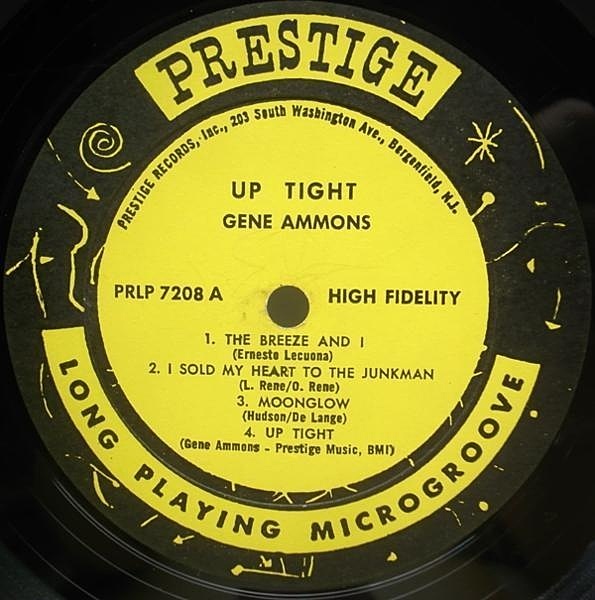 PRESTIGE
PRESTIGE RECORDS, Inc., 203 South Washington Ave., Bergenfield, N.J.
UP TIGHT
GENE AMMONS
PRLP 7208 A HIGH FIDELITY
1. THE BREEZE AND I
(Ernesto Lecuona)
2. I SOLD MY HEART TO THE JUNKMAN
(L. Rene/O. Rene)
3. MOONGLOW
(Hudson/De Lange)
4. UP TIGHT
(Gene Ammons - Prestige Music, BMI)
LONG PLAYING MICROGROOVE